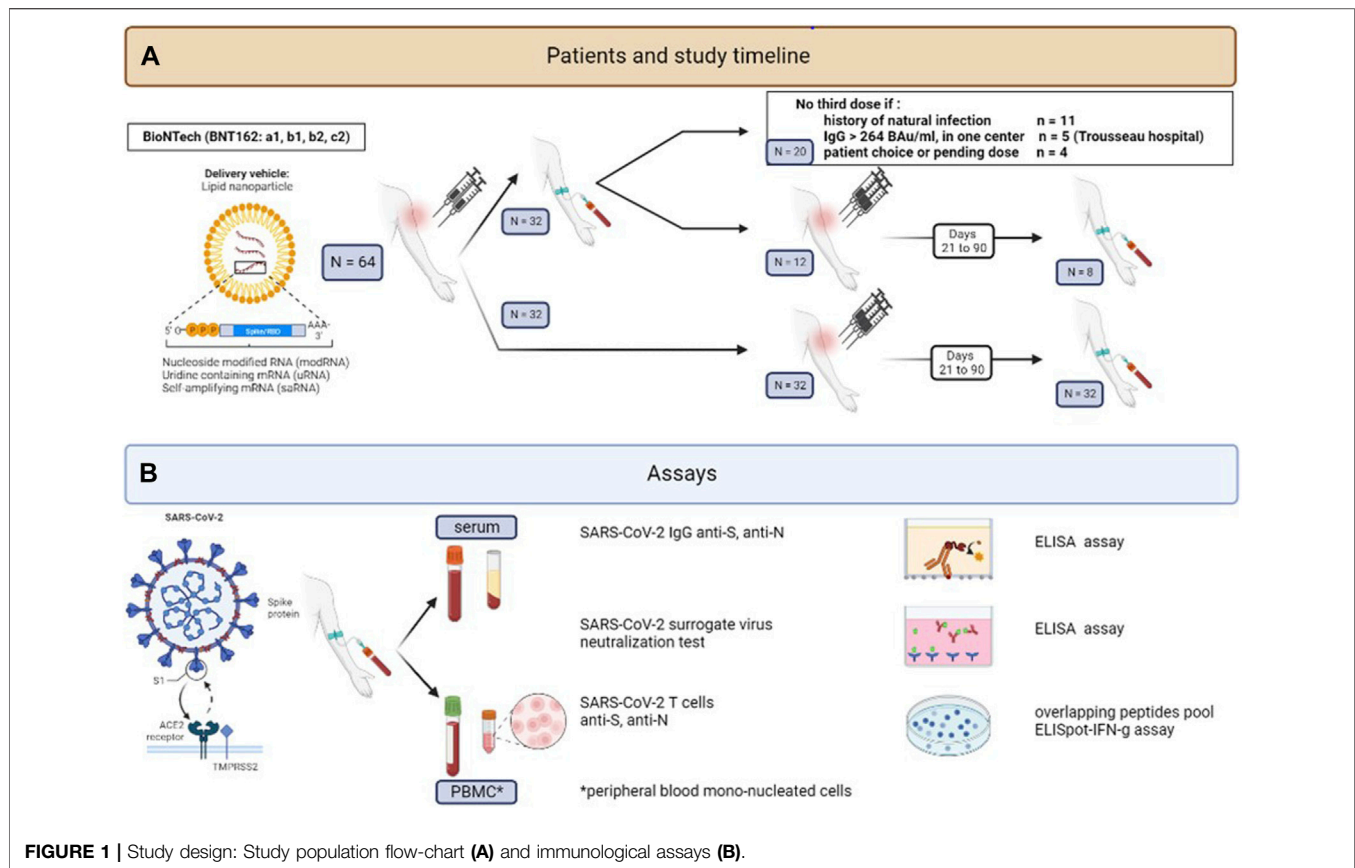 A
Patients and study timeline
BioNTech (BNT162: a1, b1, b2, c2)
Delivery vehicle:
Lipid nanoparticle
5'
P P P
Spike/RBD
AAA-
3'
Nucleoside modified RNA (modRNA)
Uridine containing mRNA (uRNA)
Self-amplifying mRNA (saRNA)
N = 64
N = 32
N = 32
No third dose if :
history of natural infection n = 11
IgG > 264 BAu/ml, in one center n = 5 (Trousseau hospital)
patient choice or pending dose n = 4
N = 20
N = 12
Days
21 to 90
N = 8
N = 32
Days
21 to 90
N = 32
B
Assays
SARS-CoV-2
Spike
protein
S1
ACE2
receptor
TMPRSS2
serum
PBMC*
SARS-CoV-2 IgG anti-S, anti-N
ELISA assay
SARS-CoV-2 surrogate virus
neutralization test
ELISA assay
SARS-CoV-2 T cells
anti-S, anti-N
overlapping peptides pool
ELISpot-IFN-g assay
*peripheral blood mono-nucleated cells
FIGURE 1 | Study design: Study population flow-chart (A) and immunological assays (B).